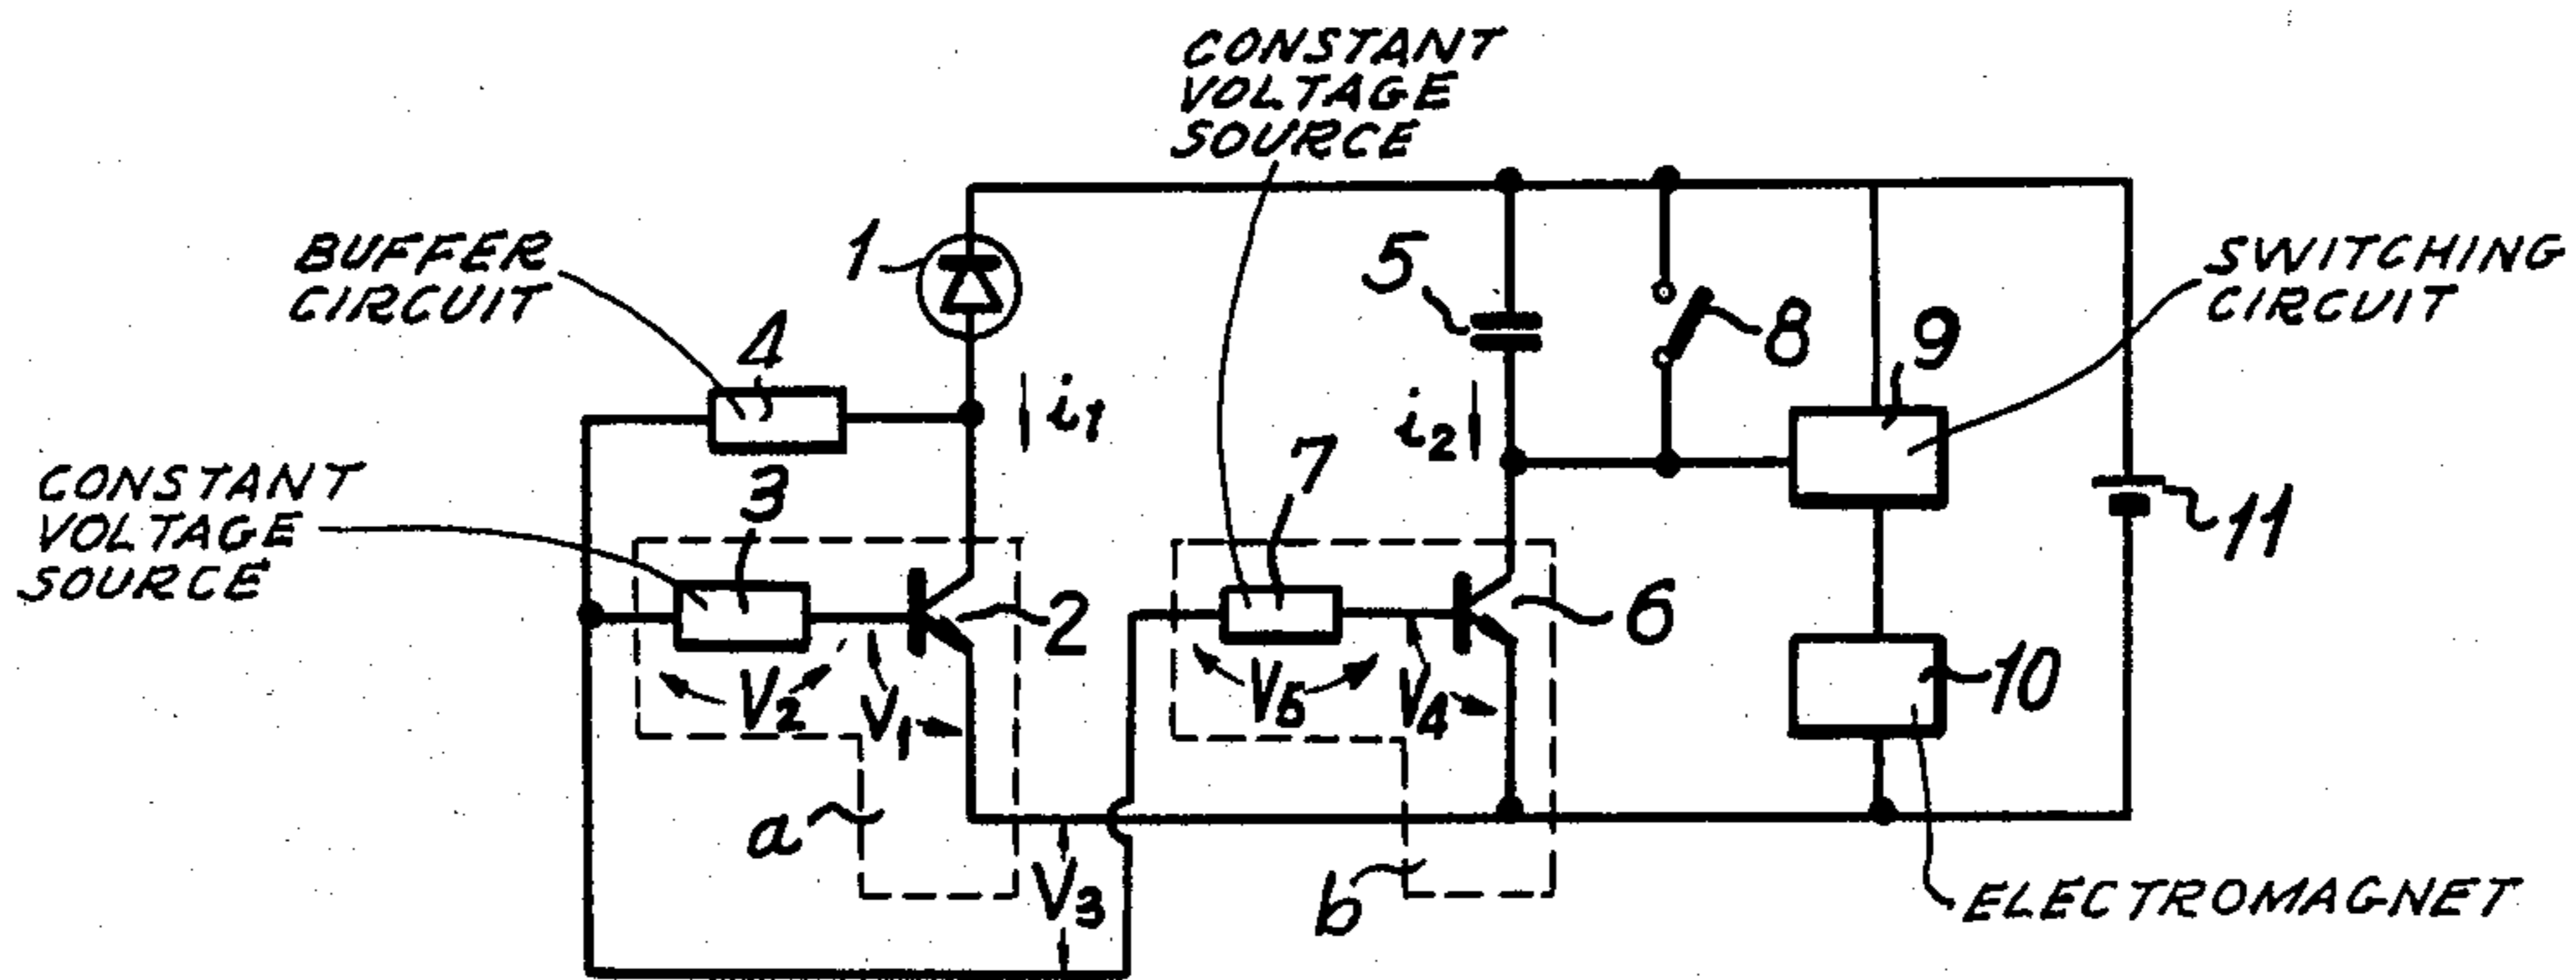 CONSTANT
VOLTAGE
SOURCE
BUFFER
CIRCUIT
1
5
8
SWITCHING
CIRCUIT
9
4
i1
i2
CONSTANT
VOLTAGE
SOURCE
3
7
11
2
6
V2
V1
V5
V4
10
a
V3
b
ELECTROMAGNET